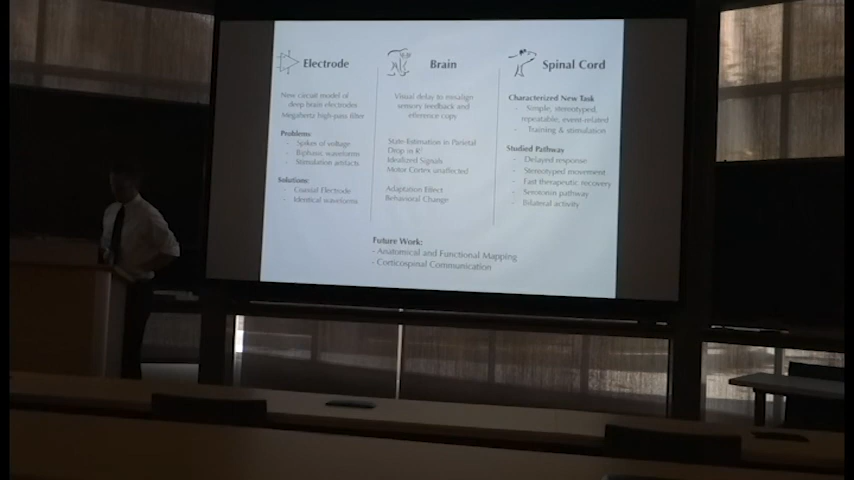 Electrode
New circuit model of
deep brain electrodes
Megahertz high-pass filter
Problems
- Spikes of voltage
- Biphasic waveforms
- Stimulation artifacts
Solutions:
- Coaxial Electrode
- Identical waveforms
Brain
Visual delay to misalign
sensory feedback and
efference copy
State Estimation in Parietal
Drop in R²
Idealized Signals
Motor Cortex unaffected
Adaptation Effect
Behavioral Change
Spinal Cord
Characterized New Task
- Simple, stereotyped,
repeatable, event-related
- Training & stimulation
Studied Pathway
- Delayed response
- Stereotyped movement
- Fast therapeutic recovery
- Serotonin pathway
- Bilateral activity
Future Work:
- Anatomical and Functional Mapping
- Corticospinal Communication